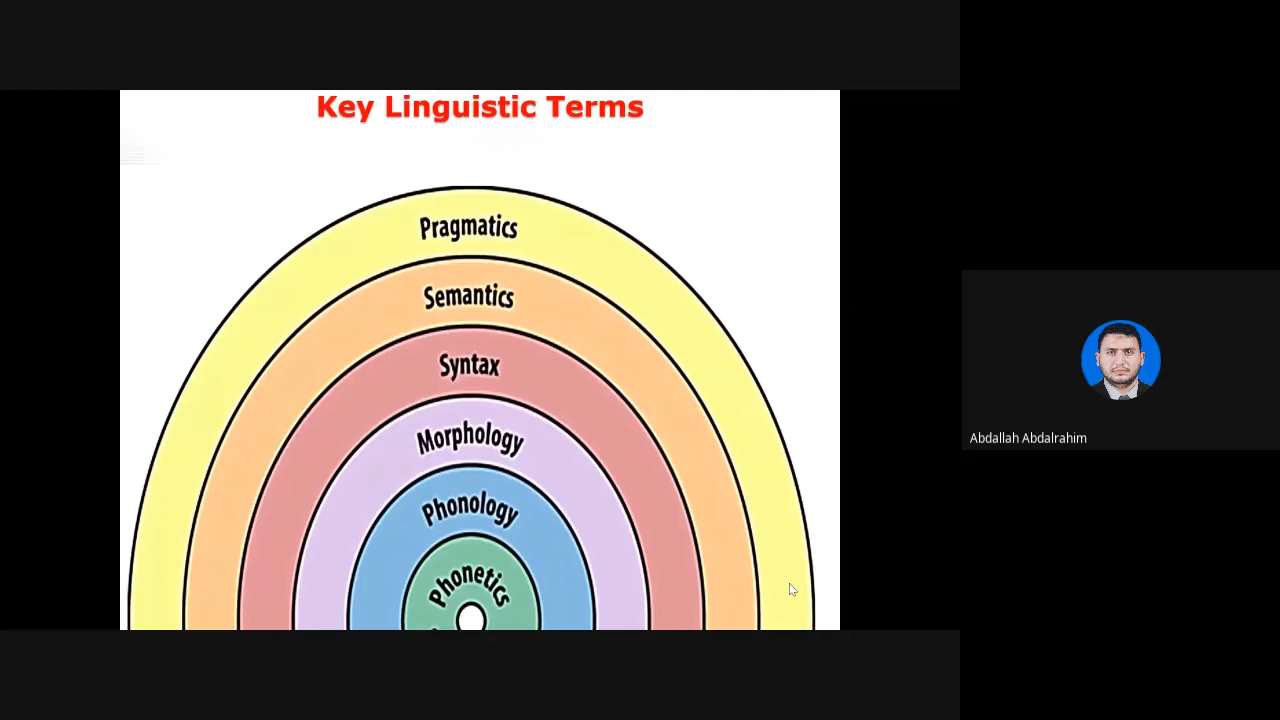 Key Linguistic Terms
Pragmatics
Semantics
Syntax
Morphology
Phonology
Phonetics
Abdallah Abdalrahim